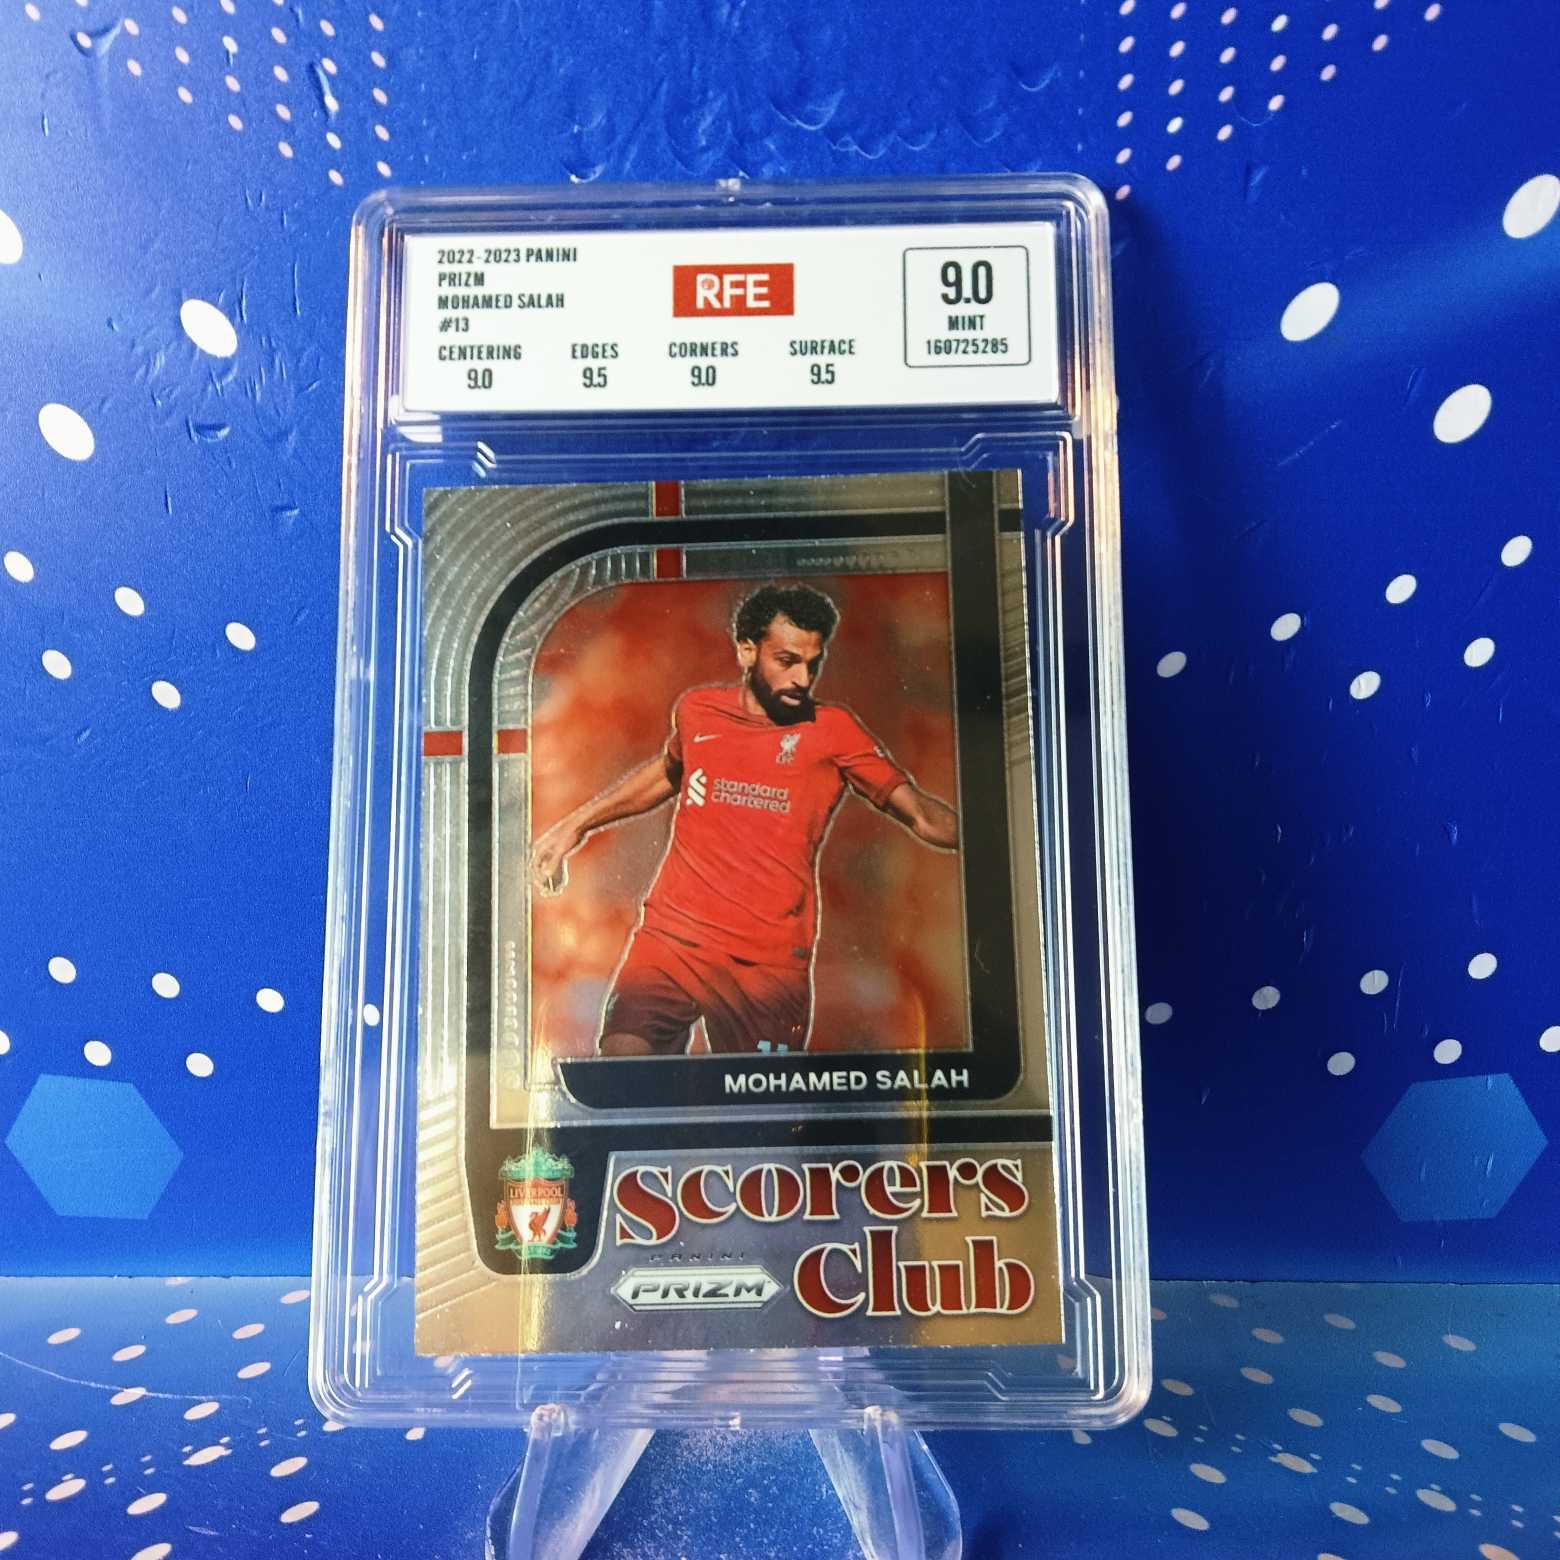 2022-2023 PANINI
PRIZM
MOHAMED SALAH
#13
RFE
9.0
MINT
160725285
CENTERING EDGES CORNERS SURFACE
9.0 9.5 9.0 9.5
LFC
standard
chartered
MOHAMED SALAH
LIVERPOOL
Scorers
Club
PANINI
PRIZM